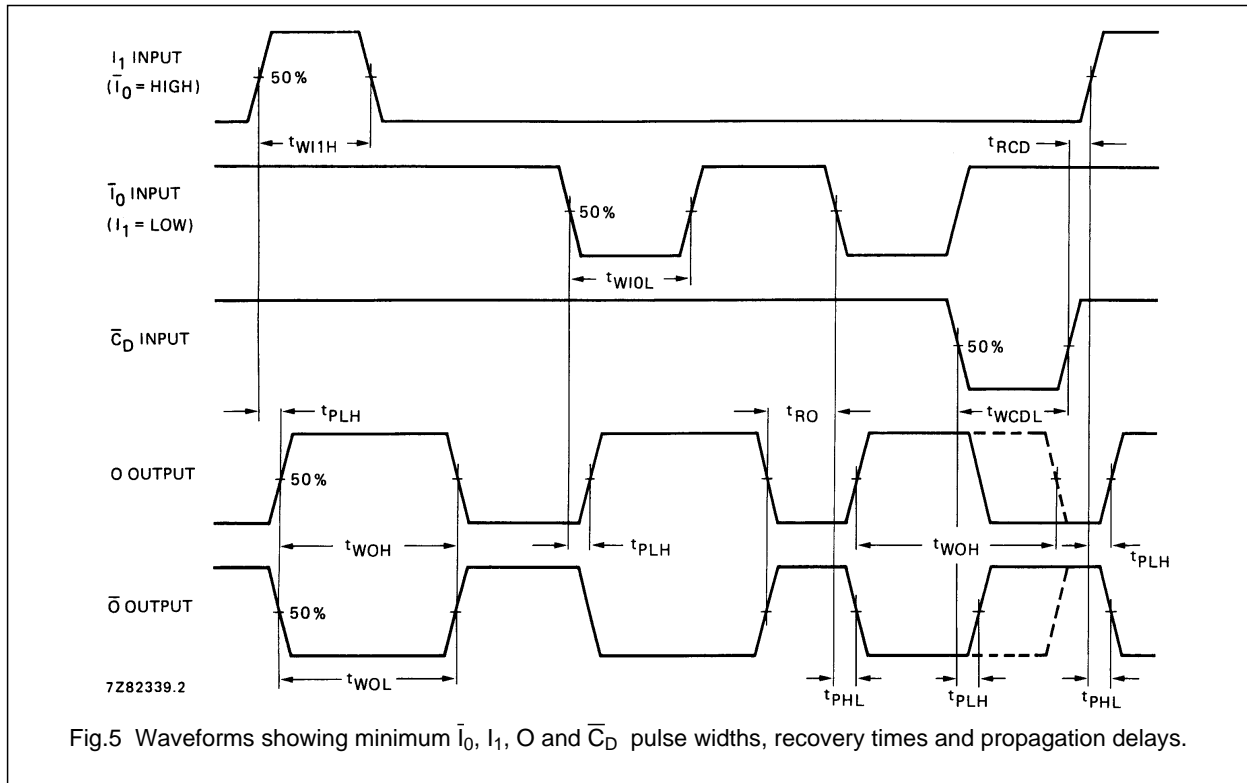 I₁ INPUT
(Ī₀ = HIGH)
50%
tWI1H
tRCD
Ī₀ INPUT
(I₁ = LOW)
50%
tWI0L
C̄D INPUT
50%
tPLH
tRO
tWCDL
O OUTPUT
50%
tWOH
tPLH
tWOH
tPLH
Ō OUTPUT
50%
7Z82339.2
tWOL
tPHL
tPLH
tPHL
Fig.5 Waveforms showing minimum Ī₀, I₁, O and C̄D pulse widths, recovery times and propagation delays.